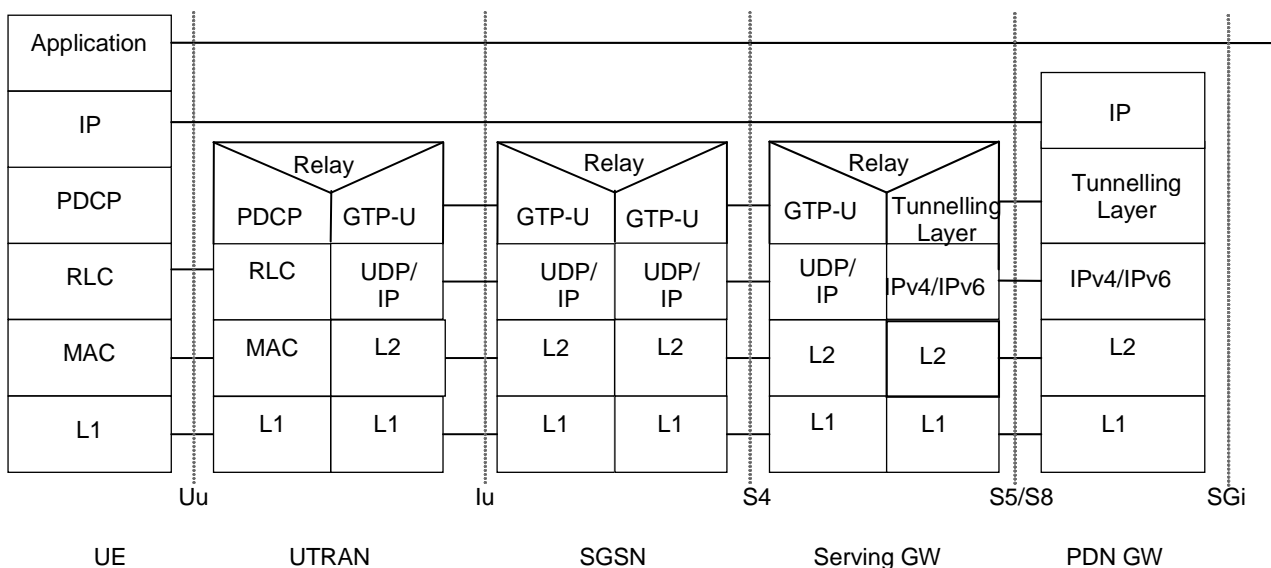 Application
IP
PDCP
RLC
MAC
L1
Relay
PDCP
GTP-U
RLC
UDP/
IP
MAC
L2
L1
L1
Relay
GTP-U
GTP-U
UDP/
IP
UDP/
IP
L2
L2
L1
L1
Relay
GTP-U
Tunnelling
Layer
UDP/
IP
IPv4/IPv6
L2
L2
L1
L1
IP
Tunnelling
Layer
IPv4/IPv6
L2
L1
Uu
Iu
S4
S5/S8
SGi
UE
UTRAN
SGSN
Serving GW
PDN GW